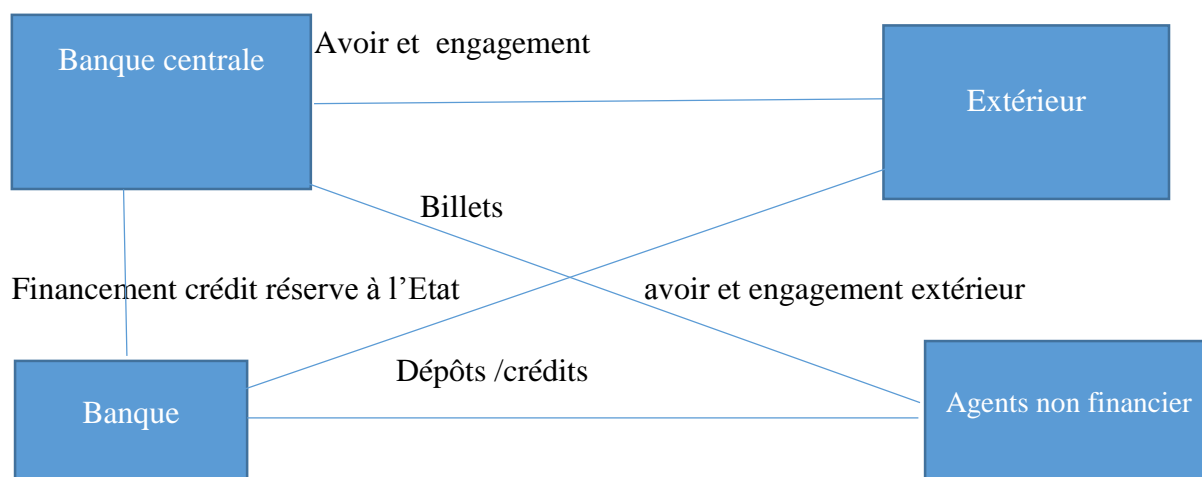 Banque centrale
Avoir et engagement
Extérieur
Billets
Financement crédit réserve à l’Etat
avoir et engagement extérieur
Dépôts /crédits
Banque
Agents non financier